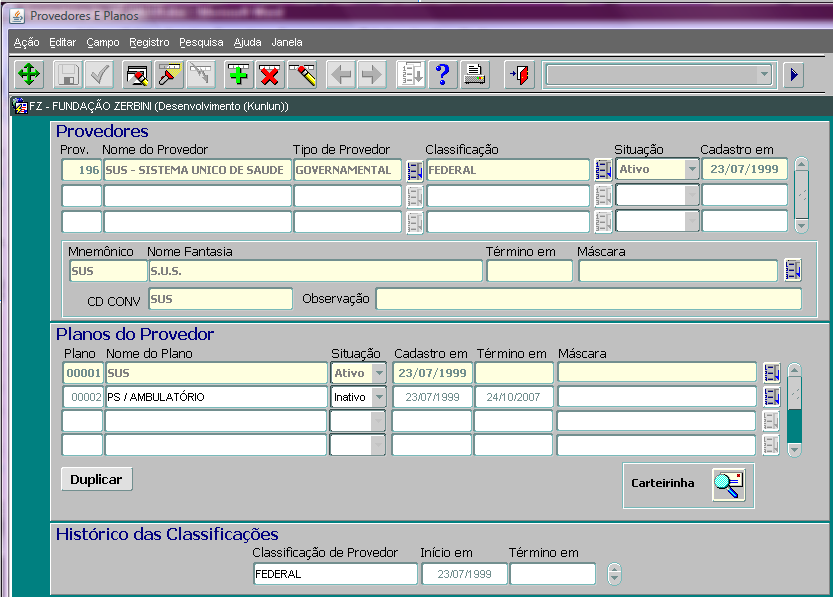 Provedores E Planos
Ação Editar Campo Registro Pesquisa Ajuda Janela
FZ - FUNDAÇÃO ZERBINI (Desenvolvimento (Kunlun))
Provedores
Prov. Nome do Provedor Tipo de Provedor Classificação Situação Cadastro em
196 SUS - SISTEMA UNICO DE SAUDE GOVERNAMENTAL FEDERAL Ativo 23/07/1999
Mnemônico Nome Fantasia Término em Máscara
SUS S.U.S.
CD CONV SUS Observação
Planos do Provedor
Plano Nome do Plano Situação Cadastro em Término em Máscara
00001 SUS Ativo 23/07/1999
00002 PS / AMBULATÓRIO Inativo 23/07/1999 24/10/2007
Duplicar Carteirinha
Histórico das Classificações
Classificação de Provedor Início em Término em
FEDERAL 23/07/1999